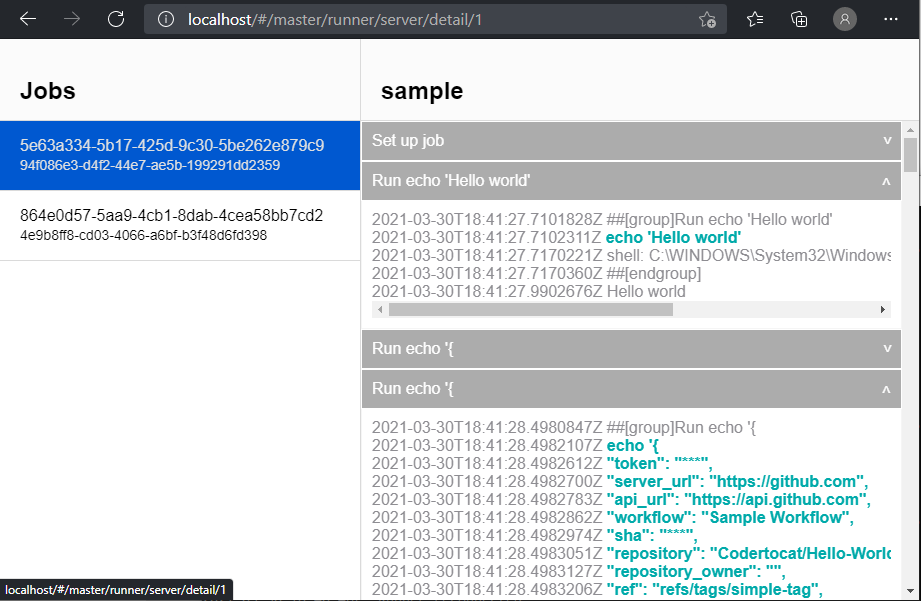 localhost/#/master/runner/server/detail/1
Jobs
5e63a334-5b17-425d-9c30-5be262e879c9
94f086e3-d4f2-44e7-ae5b-199291dd2359
864e0d57-5aa9-4cb1-8dab-4cea58bb7cd2
4e9b8ff8-cd03-4066-a6bf-b3f48d6fd398
sample
Set up job
Run echo 'Hello world'
2021-03-30T18:41:27.7101828Z ##[group]Run echo 'Hello world'
2021-03-30T18:41:27.7102311Z echo 'Hello world'
2021-03-30T18:41:27.7170221Z shell: C:\WINDOWS\System32\Windows
2021-03-30T18:41:27.7170360Z ##[endgroup]
2021-03-30T18:41:27.9902676Z Hello world
Run echo '{
Run echo '{
2021-03-30T18:41:28.4980847Z ##[group]Run echo '{
2021-03-30T18:41:28.4982107Z echo '{
2021-03-30T18:41:28.4982612Z "token": "***",
2021-03-30T18:41:28.4982700Z "server_url": "https://github.com",
2021-03-30T18:41:28.4982783Z "api_url": "https://api.github.com",
2021-03-30T18:41:28.4982862Z "workflow": "Sample Workflow",
2021-03-30T18:41:28.4982974Z "sha": "***",
2021-03-30T18:41:28.4983051Z "repository": "Codertocat/Hello-World
2021-03-30T18:41:28.4983127Z "repository_owner": "",
2021-03-30T18:41:28.4983206Z "ref": "refs/tags/simple-tag",
localhost/#/master/runner/server/detail/1